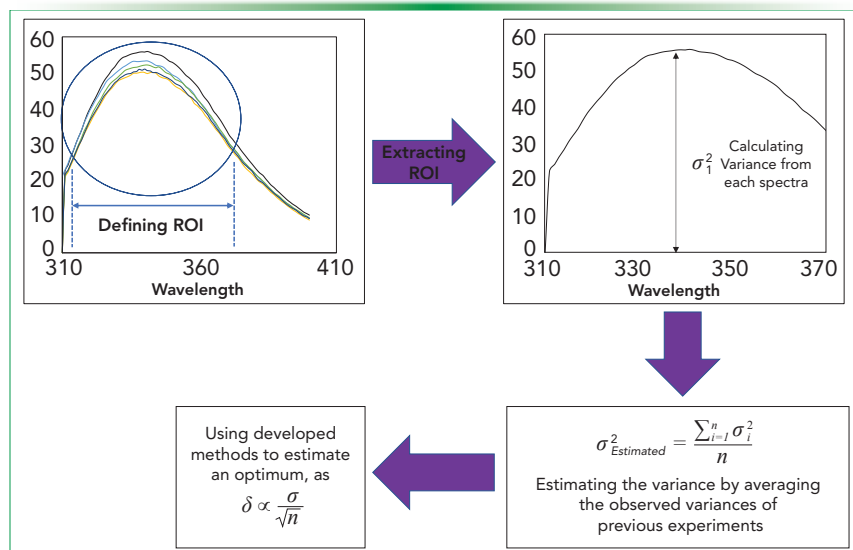 60
50
40
30
20
10
0
310
360
410
Wavelength
Defining ROI
Extracting
ROI
60
50
40
30
20
10
0
310
330
350
370
Wavelength
σ₁² Calculating
Variance from
each spectra
σ²_Estimated = ∑ⁿ_{i=1} σᵢ² / n
Estimating the variance by averaging
the observed variances of
previous experiments
Using developed
methods to estimate
an optimum, as
δ ∝ σ / √n